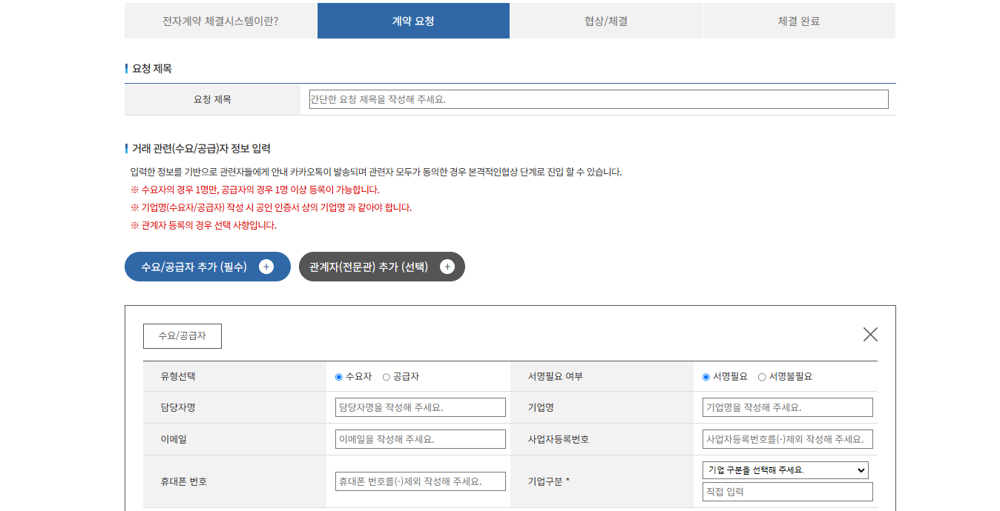 전자계약 체결시스템이란?
계약 요청
협상/체결
체결 완료
요청 제목
요청 제목
간단한 요청 제목을 작성해 주세요.
거래 관련(수요/공급)자 정보 입력
입력한 정보를 기반으로 관련자들에게 안내 카카오톡이 발송되며 관련자 모두가 동의한 경우 본격적인협상 단계로 진입 할 수 있습니다.
※ 수요자의 경우 1명만, 공급자의 경우 1명 이상 등록이 가능합니다.
※ 기업명(수요자/공급자) 작성 시 공인 인증서 상의 기업명 과 같아야 합니다.
※ 관계자 등록의 경우 선택 사항입니다.
수요/공급자 추가 (필수) +
관계자(전문관) 추가 (선택) +
수요/공급자
유형선택
수요자 공급자
서명필요 여부
서명필요 서명불필요
담당자명
담당자명을 작성해 주세요.
기업명
기업명을 작성해 주세요.
이메일
이메일을 작성해 주세요.
사업자등록번호
사업자등록번호를(-)제외 작성해 주세요.
휴대폰 번호
휴대폰 번호를(-)제외 작성해 주세요.
기업구분 *
기업 구분을 선택해 주세요.
직접 입력